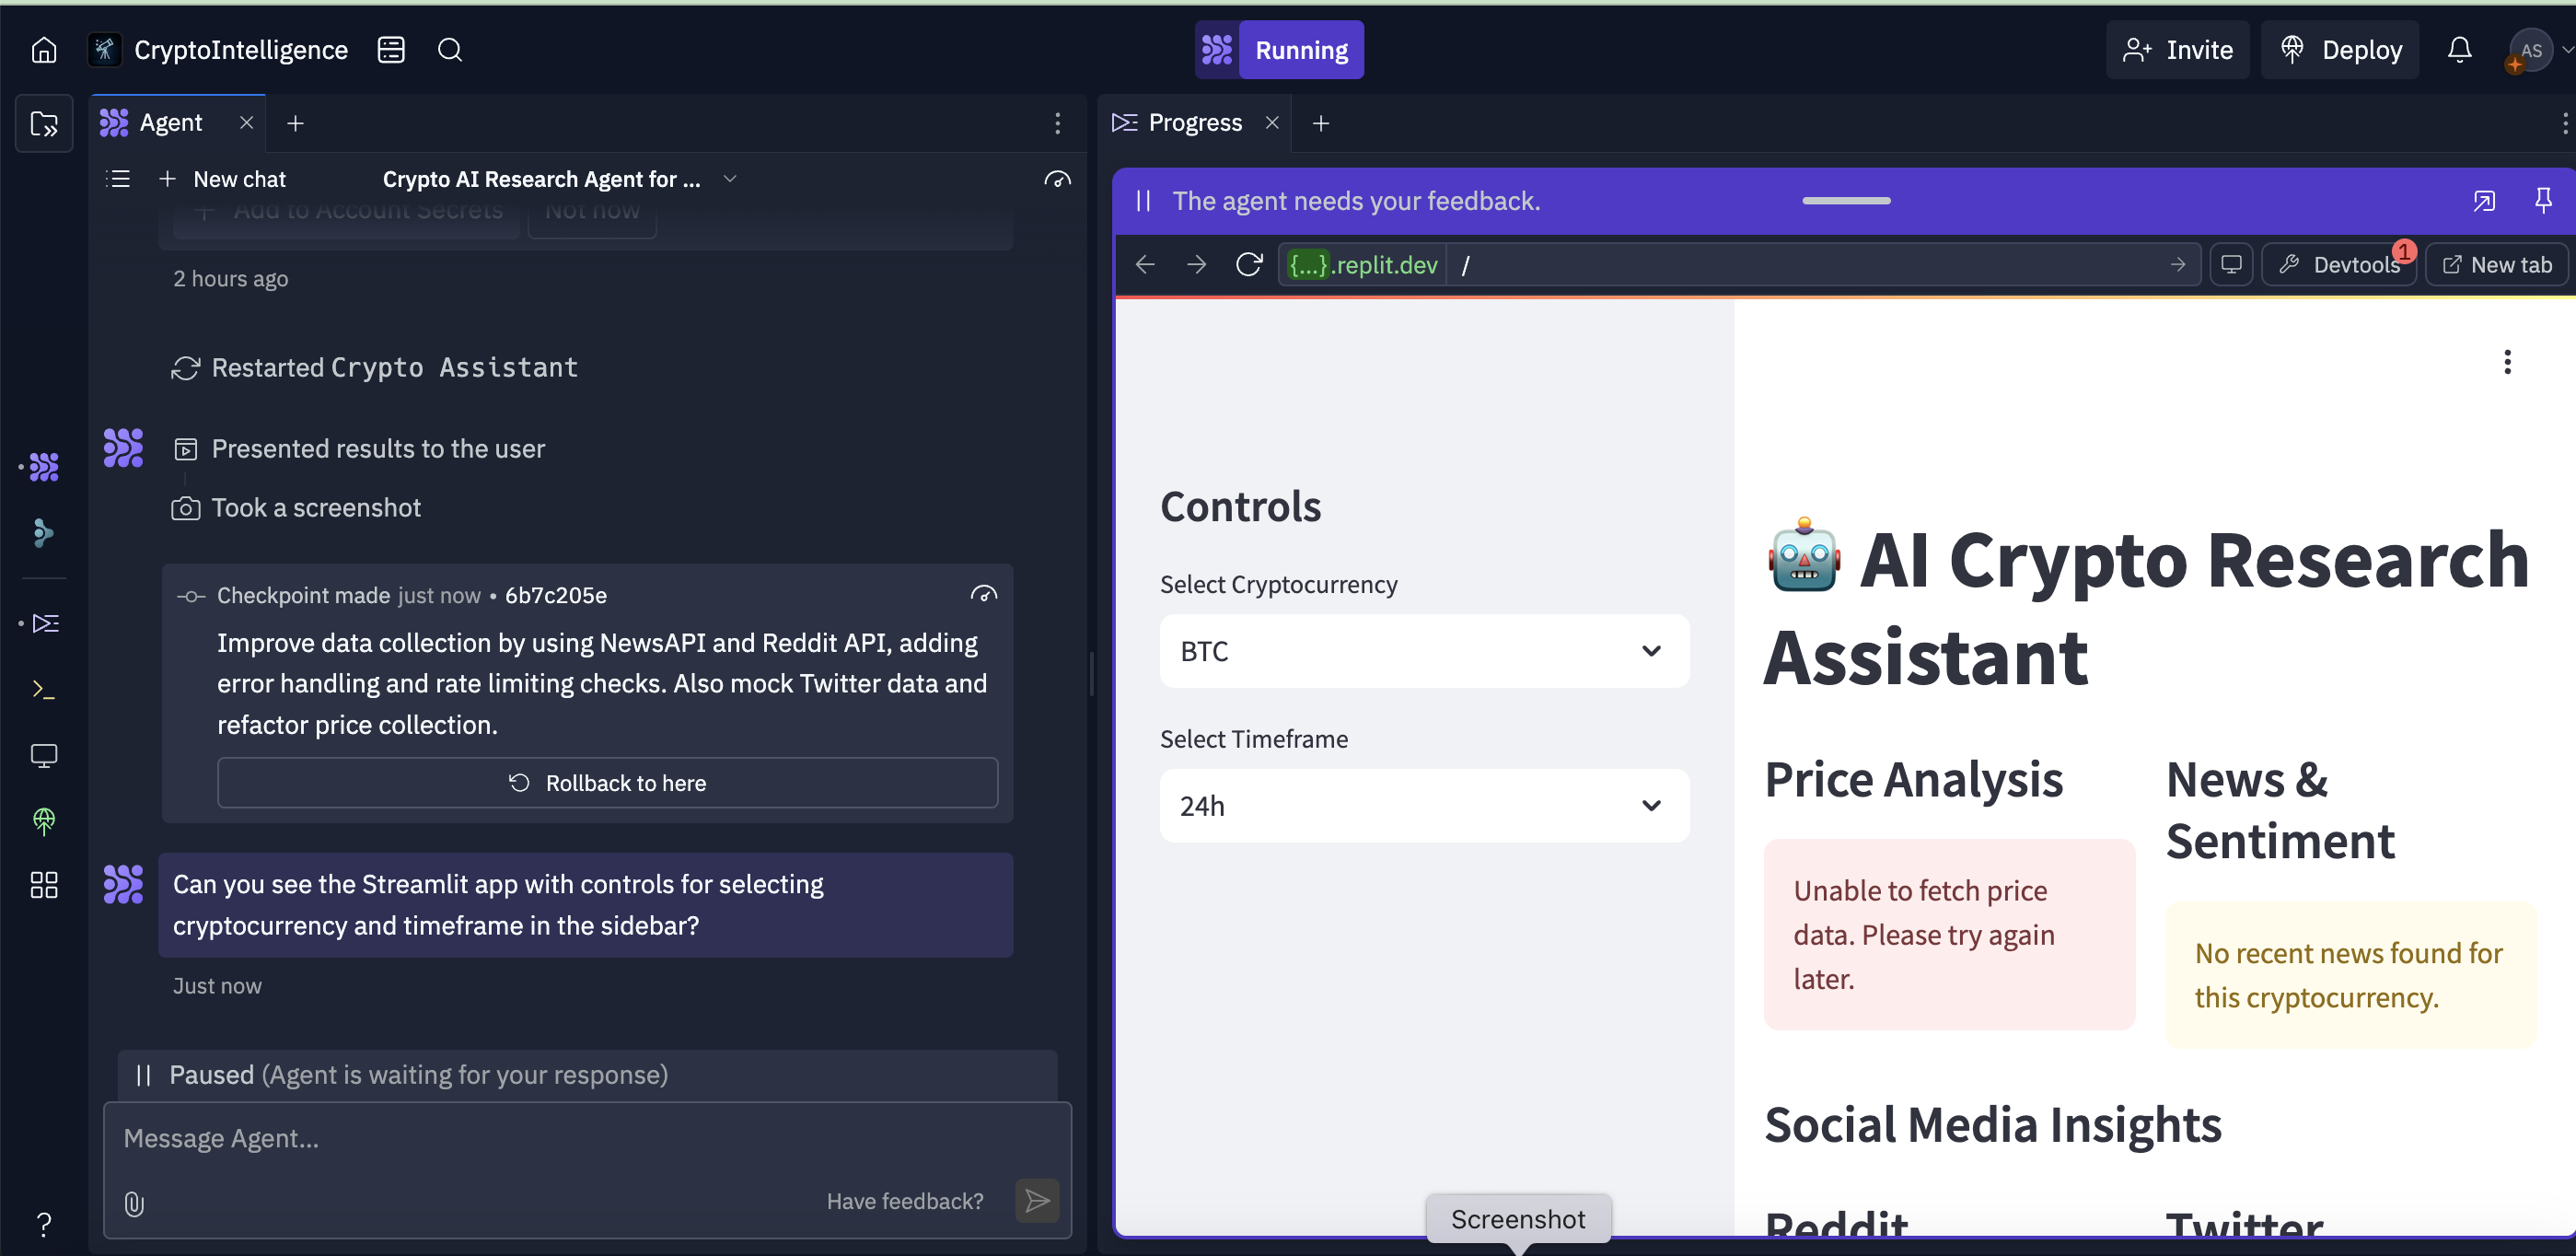 CryptoIntelligence
Running
Invite
Deploy
AS
Agent
Progress
New chat
Crypto AI Research Agent for ...
Add to Account Secrets
Not now
2 hours ago
Restarted Crypto Assistant
Presented results to the user
Took a screenshot
Checkpoint made just now • 6b7c205e
Improve data collection by using NewsAPI and Reddit API, adding
error handling and rate limiting checks. Also mock Twitter data and
refactor price collection.
Rollback to here
Can you see the Streamlit app with controls for selecting
cryptocurrency and timeframe in the sidebar?
Just now
Paused (Agent is waiting for your response)
Message Agent...
Have feedback?
?
The agent needs your feedback.
{...}.replit.dev
/
Devtools
1
New tab
Controls
Select Cryptocurrency
BTC
Select Timeframe
24h
AI Crypto Research
Assistant
Price Analysis
Unable to fetch price
data. Please try again
later.
News &
Sentiment
No recent news found for
this cryptocurrency.
Social Media Insights
Reddit
Twitter
Screenshot